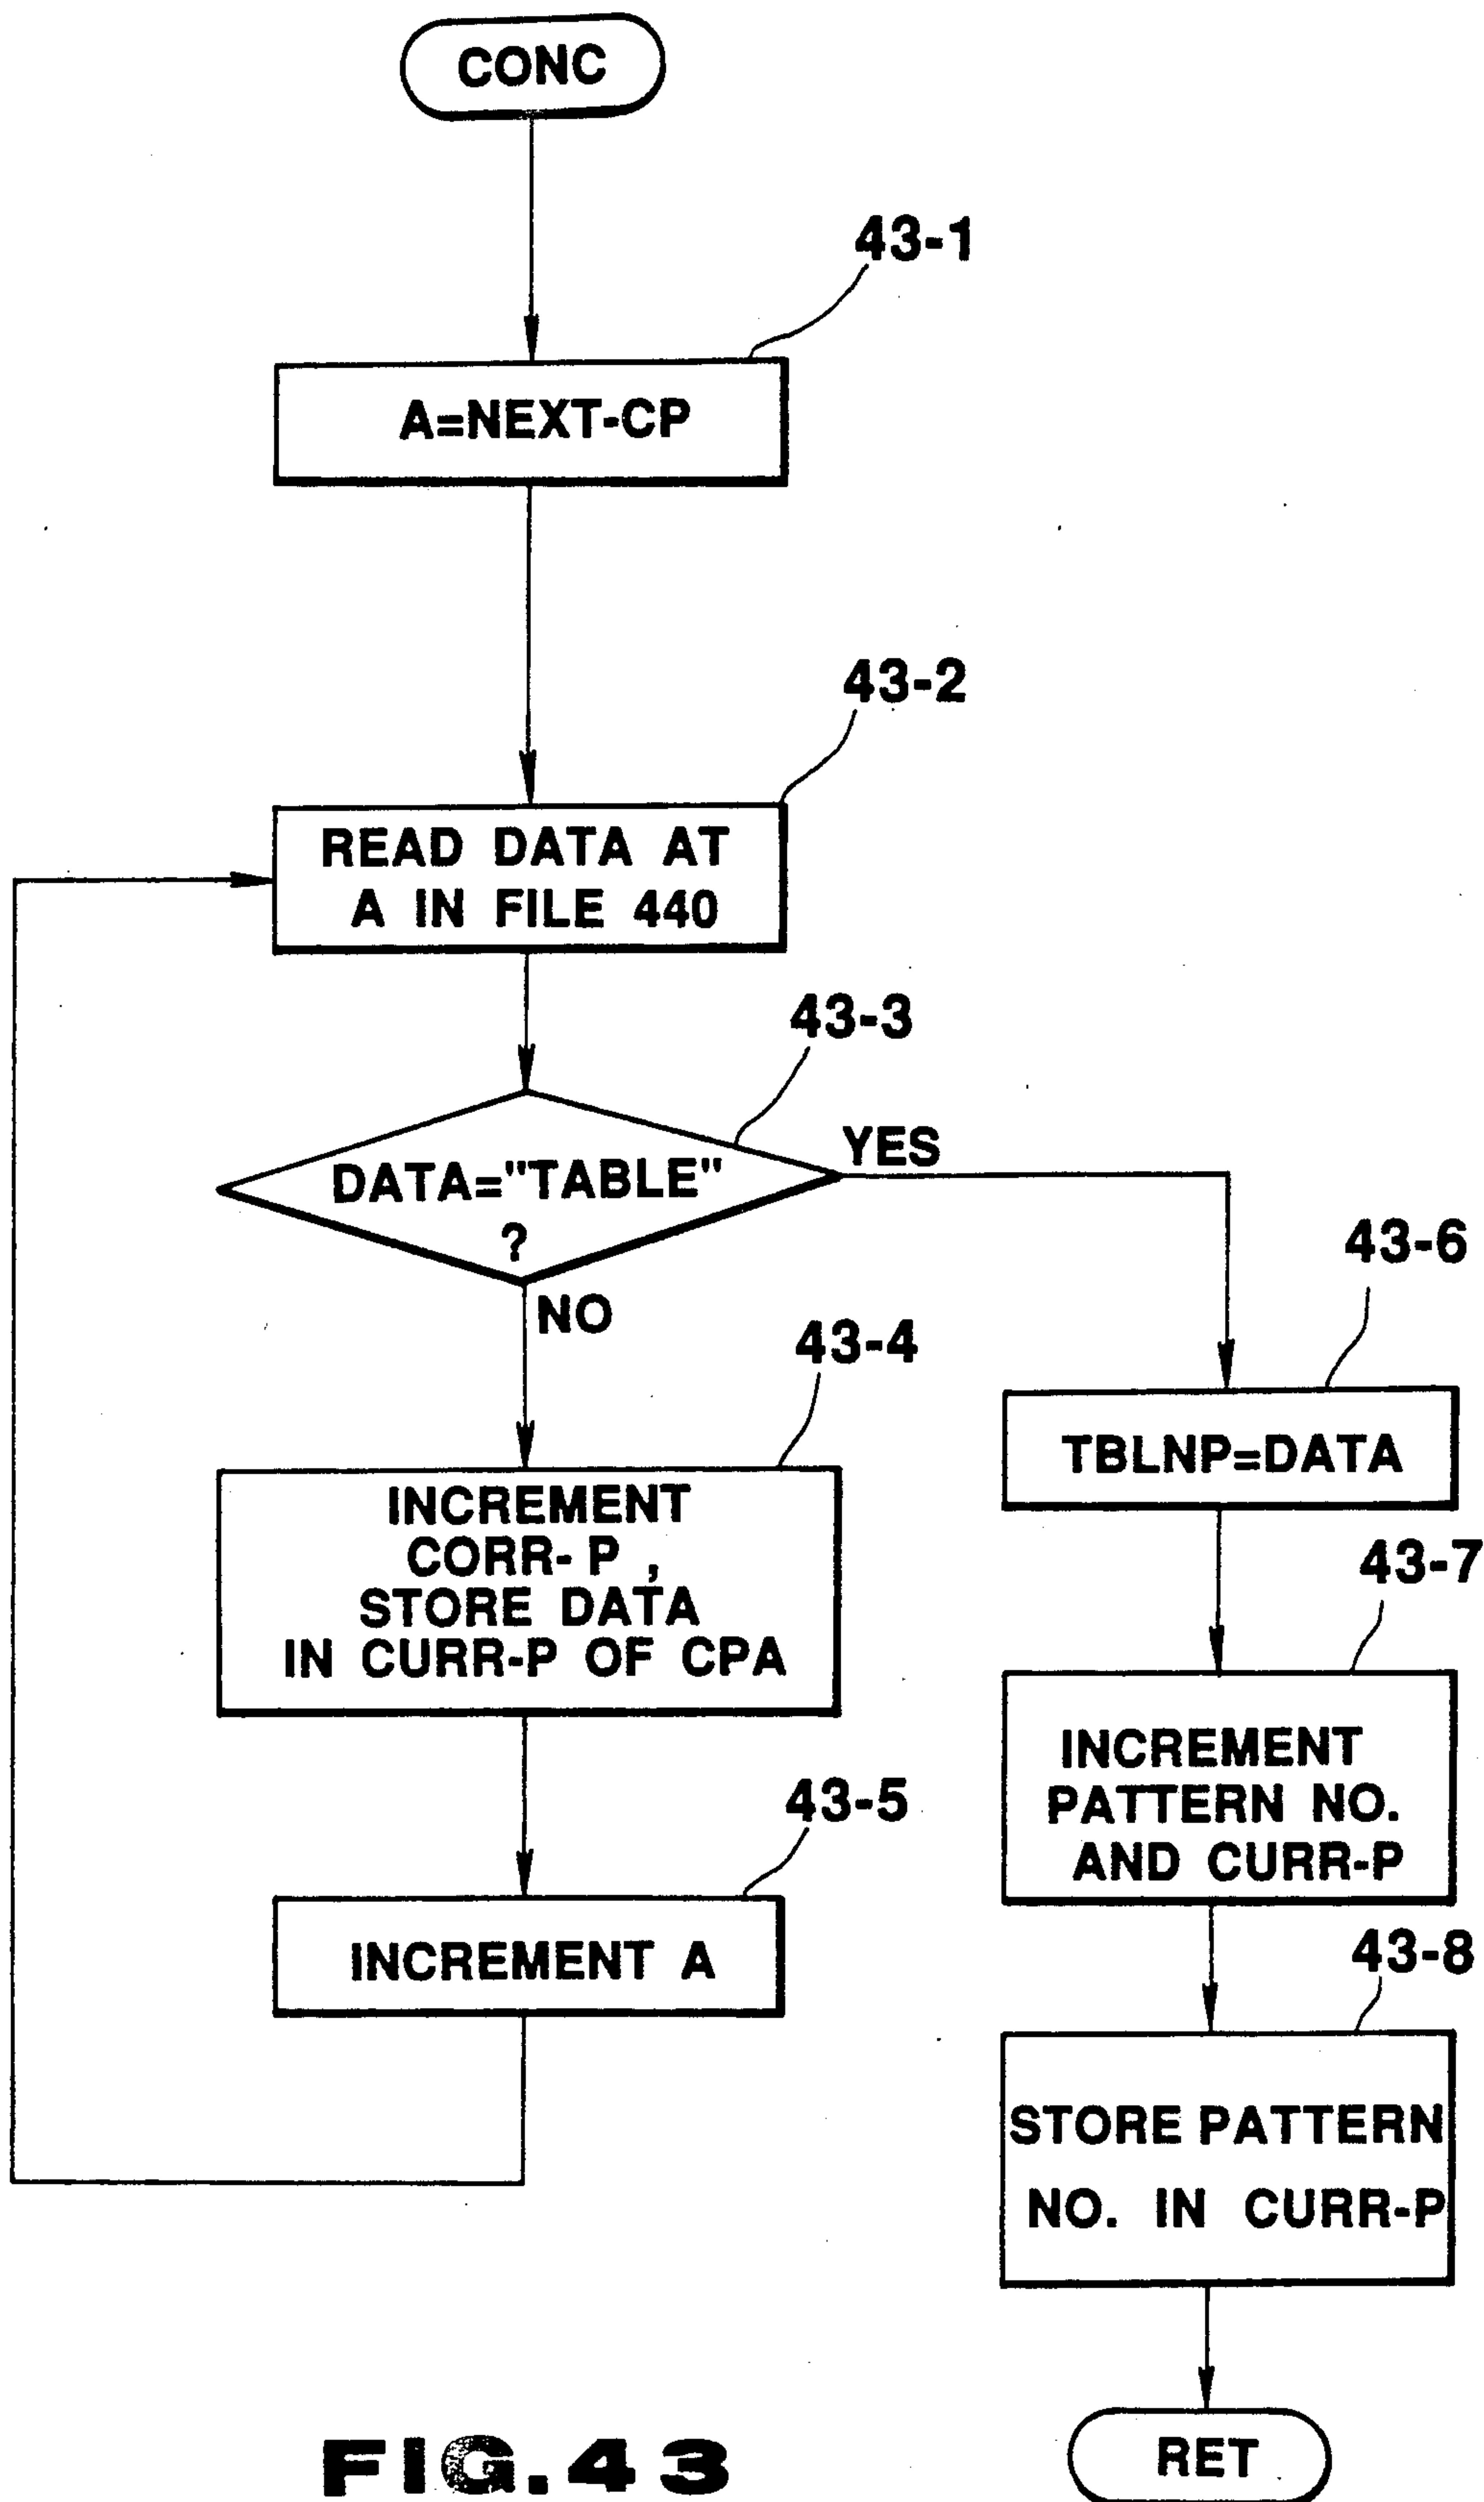 CONC
43-1
A=NEXT-CP
43-2
READ DATA AT
A IN FILE 440
43-3
DATA="TABLE"
?
YES
NO
43-4
INCREMENT
CORR-P,
STORE DATA
IN CURR-P OF CPA
43-5
INCREMENT A
43-6
TBLNP=DATA
43-7
INCREMENT
PATTERN NO.
AND CURR-P
43-8
STORE PATTERN
NO. IN CURR-P
RET
FIG.43